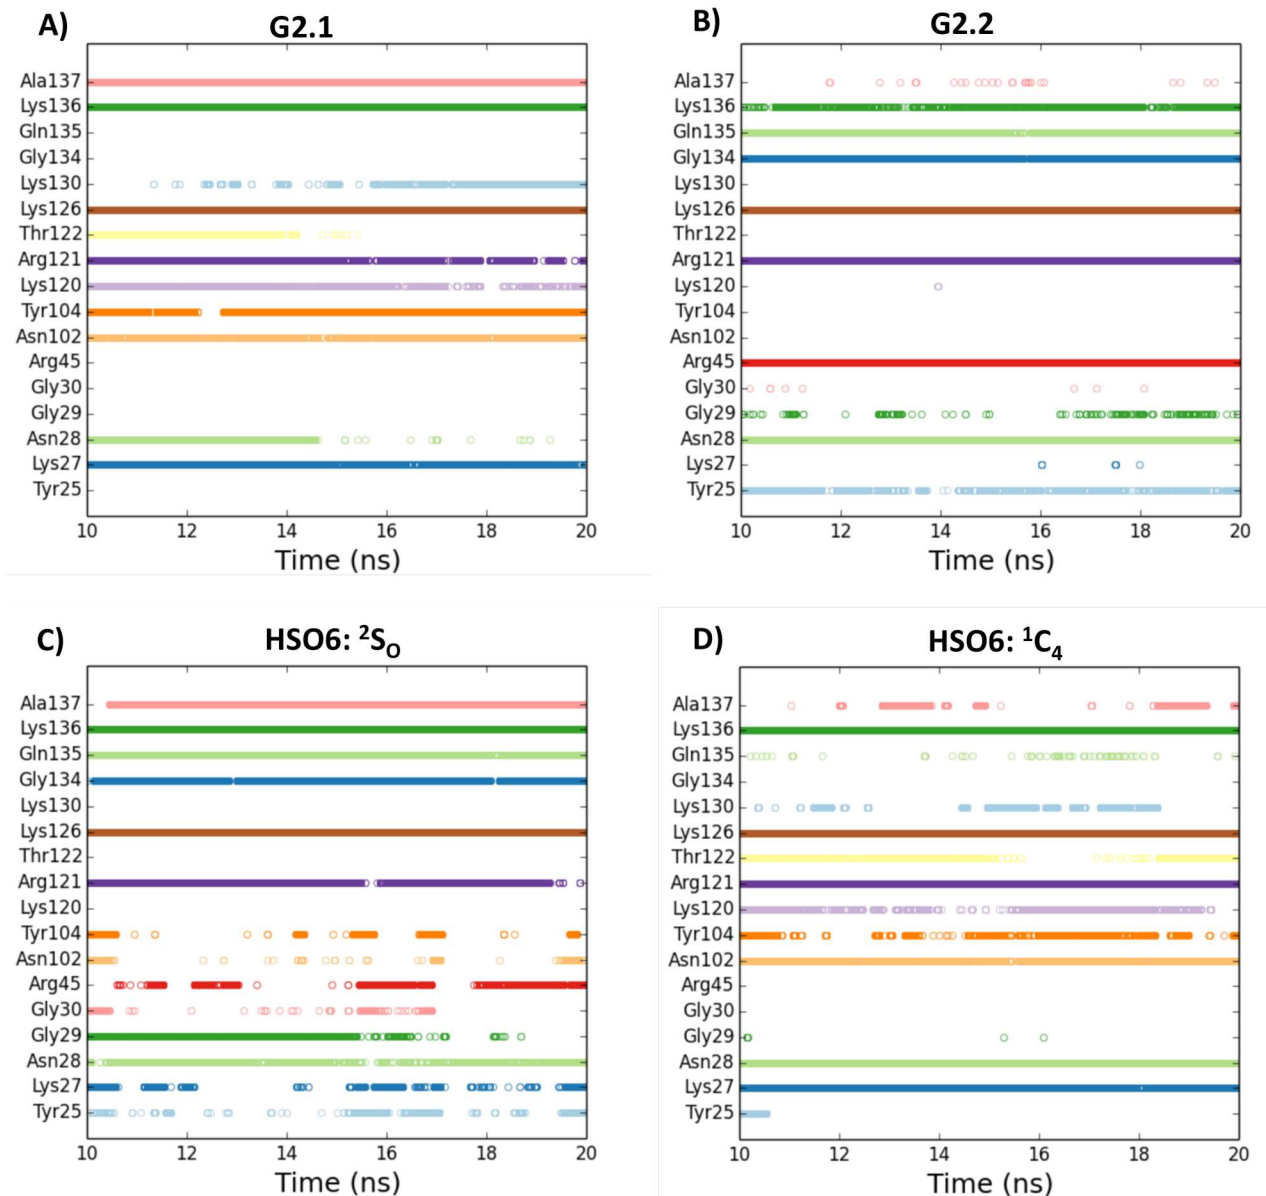 A)
G2.1
Ala137
Lys136
Gln135
Gly134
Lys130
Lys126
Thr122
Arg121
Lys120
Tyr104
Asn102
Arg45
Gly30
Gly29
Asn28
Lys27
Tyr25
10 12 14 16 18 20
Time (ns)
B)
G2.2
Ala137
Lys136
Gln135
Gly134
Lys130
Lys126
Thr122
Arg121
Lys120
Tyr104
Asn102
Arg45
Gly30
Gly29
Asn28
Lys27
Tyr25
10 12 14 16 18 20
Time (ns)
C)
HSO6: ²S_O
Ala137
Lys136
Gln135
Gly134
Lys130
Lys126
Thr122
Arg121
Lys120
Tyr104
Asn102
Arg45
Gly30
Gly29
Asn28
Lys27
Tyr25
10 12 14 16 18 20
Time (ns)
D)
HSO6: ¹C₄
Ala137
Lys136
Gln135
Gly134
Lys130
Lys126
Thr122
Arg121
Lys120
Tyr104
Asn102
Arg45
Gly30
Gly29
Asn28
Lys27
Tyr25
10 12 14 16 18 20
Time (ns)